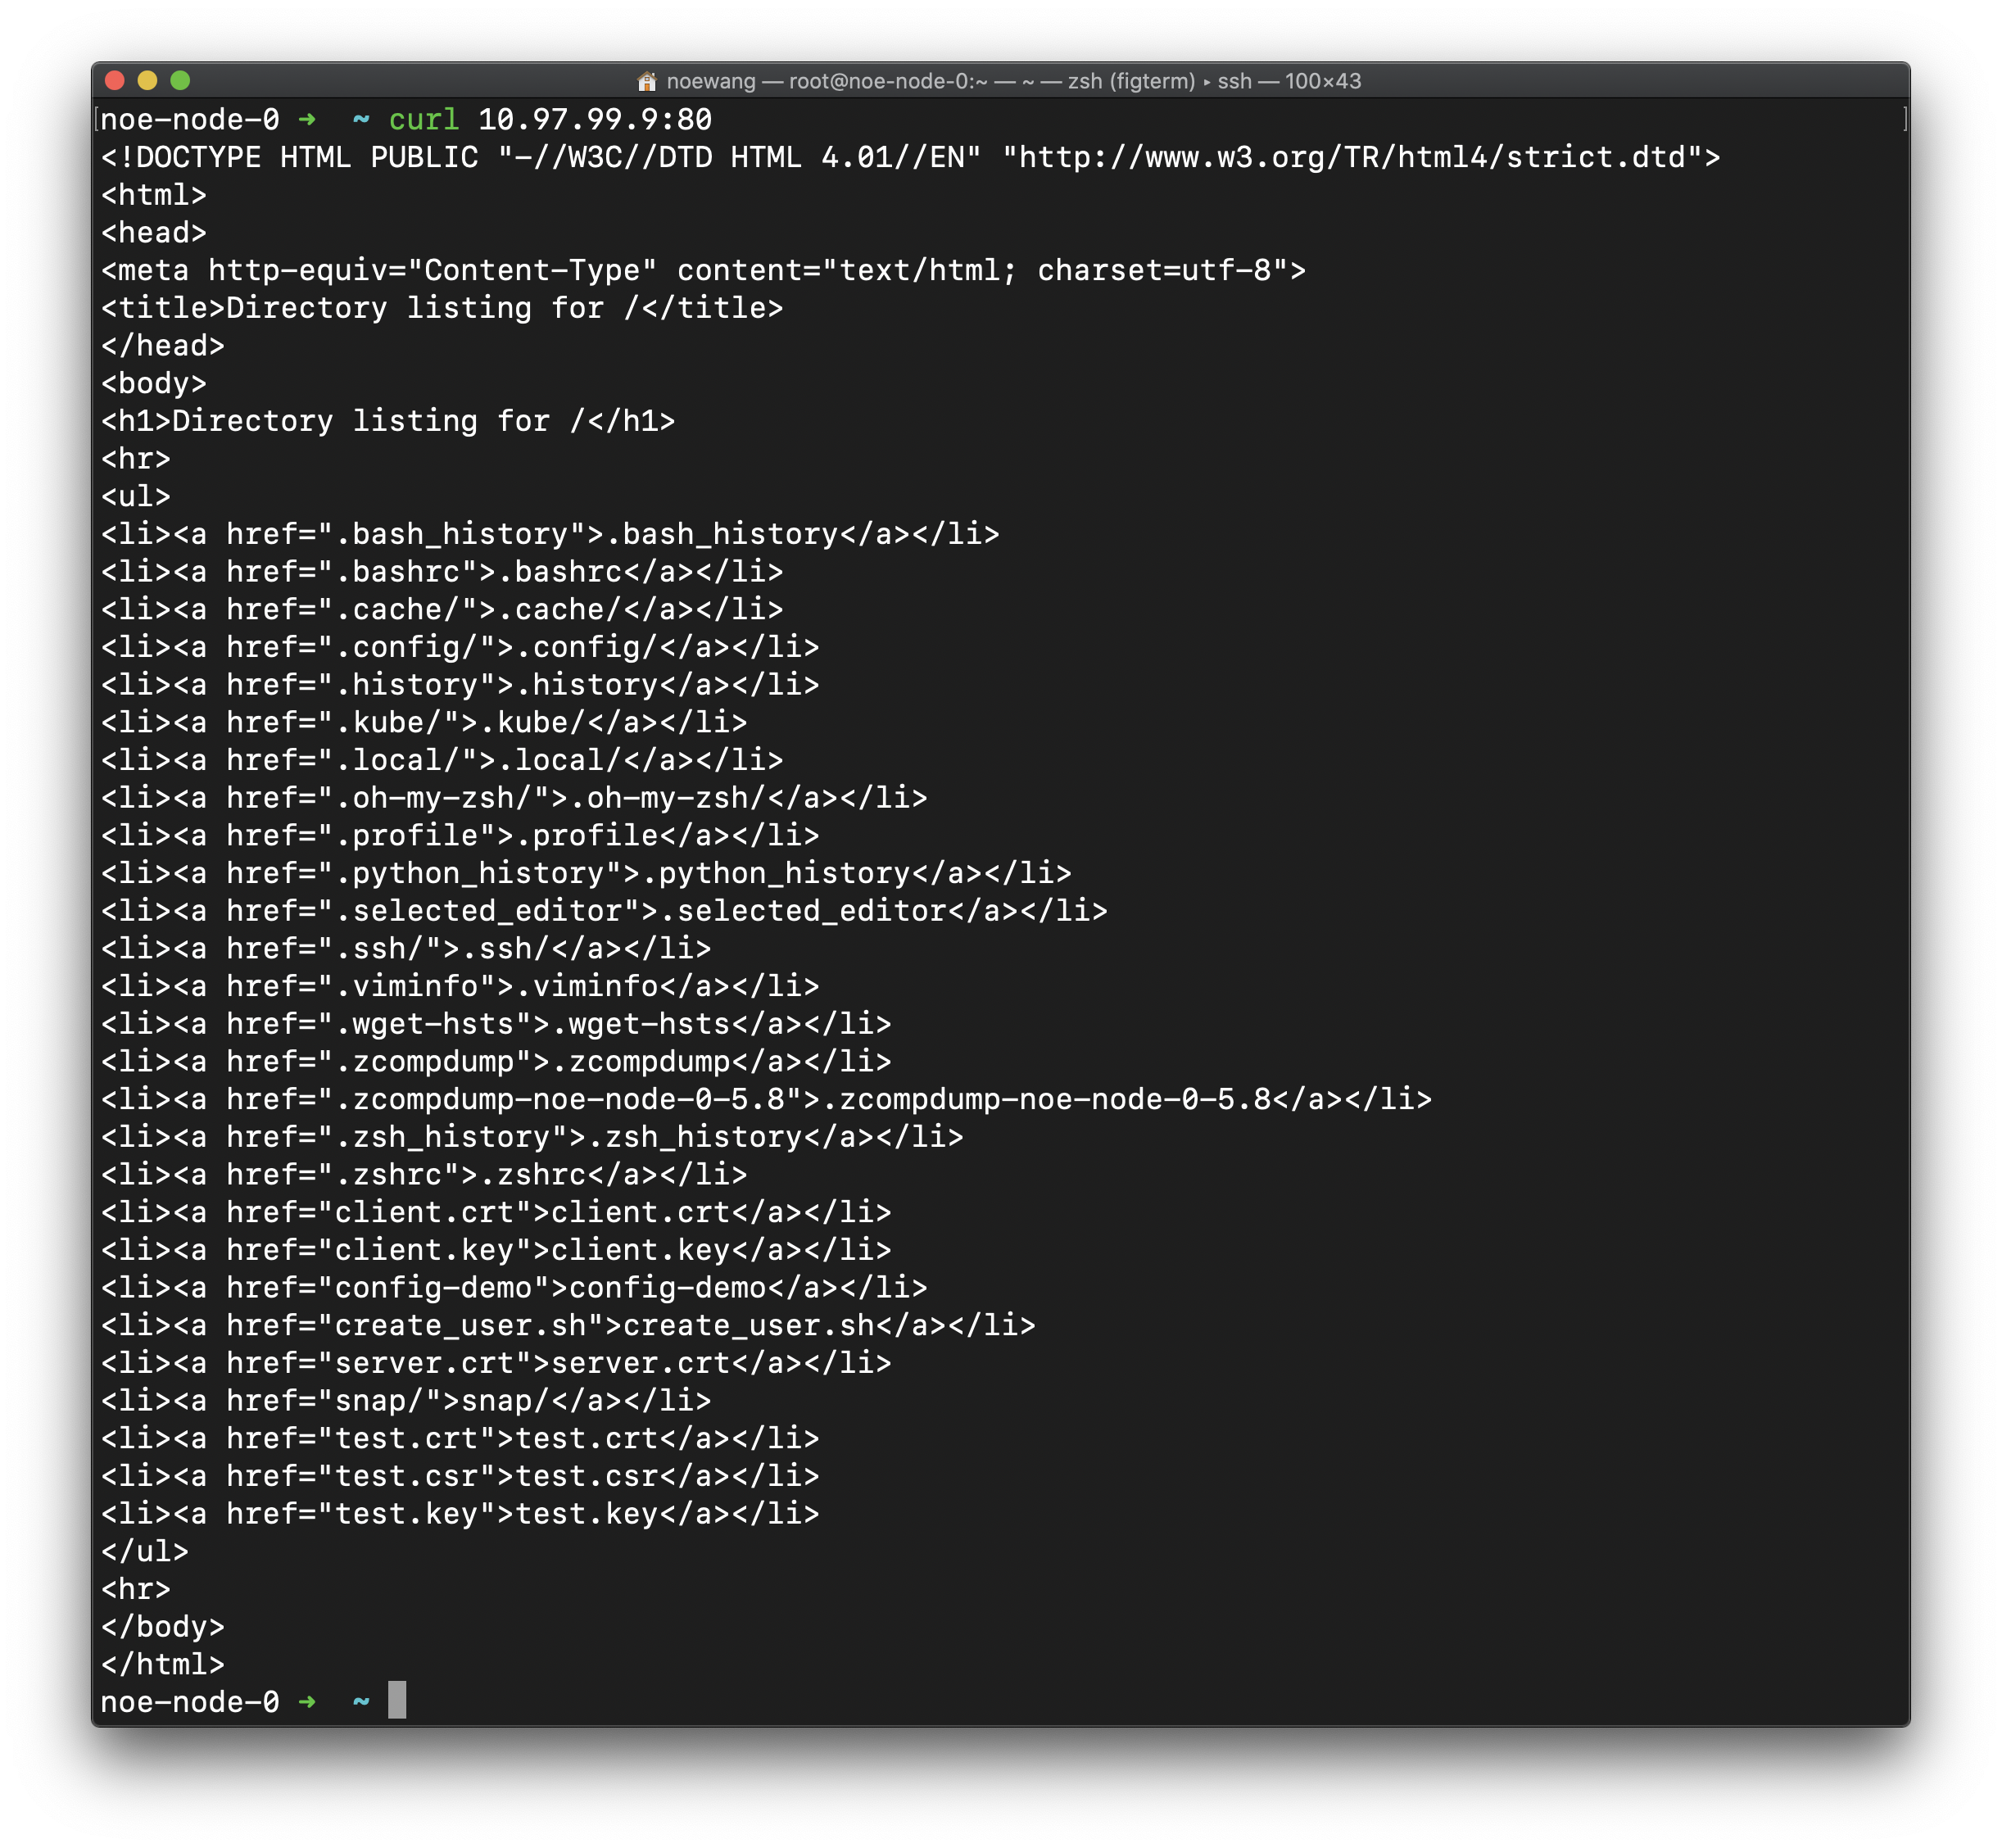 noewang — root@noe-node-0:~ — ~ — zsh (figterm) ▸ ssh — 100×43
[noe-node-0 ➜  ~ curl 10.97.99.9:80 ]
<!DOCTYPE HTML PUBLIC "-//W3C//DTD HTML 4.01//EN" "http://www.w3.org/TR/html4/strict.dtd">
<html>
<head>
<meta http-equiv="Content-Type" content="text/html; charset=utf-8">
<title>Directory listing for /</title>
</head>
<body>
<h1>Directory listing for /</h1>
<hr>
<ul>
<li><a href=".bash_history">.bash_history</a></li>
<li><a href=".bashrc">.bashrc</a></li>
<li><a href=".cache/">.cache/</a></li>
<li><a href=".config/">.config/</a></li>
<li><a href=".history">.history</a></li>
<li><a href=".kube/">.kube/</a></li>
<li><a href=".local/">.local/</a></li>
<li><a href=".oh-my-zsh/">.oh-my-zsh/</a></li>
<li><a href=".profile">.profile</a></li>
<li><a href=".python_history">.python_history</a></li>
<li><a href=".selected_editor">.selected_editor</a></li>
<li><a href=".ssh/">.ssh/</a></li>
<li><a href=".viminfo">.viminfo</a></li>
<li><a href=".wget-hsts">.wget-hsts</a></li>
<li><a href=".zcompdump">.zcompdump</a></li>
<li><a href=".zcompdump-noe-node-0-5.8">.zcompdump-noe-node-0-5.8</a></li>
<li><a href=".zsh_history">.zsh_history</a></li>
<li><a href=".zshrc">.zshrc</a></li>
<li><a href="client.crt">client.crt</a></li>
<li><a href="client.key">client.key</a></li>
<li><a href="config-demo">config-demo</a></li>
<li><a href="create_user.sh">create_user.sh</a></li>
<li><a href="server.crt">server.crt</a></li>
<li><a href="snap/">snap/</a></li>
<li><a href="test.crt">test.crt</a></li>
<li><a href="test.csr">test.csr</a></li>
<li><a href="test.key">test.key</a></li>
</ul>
<hr>
</body>
</html>
noe-node-0 ➜  ~